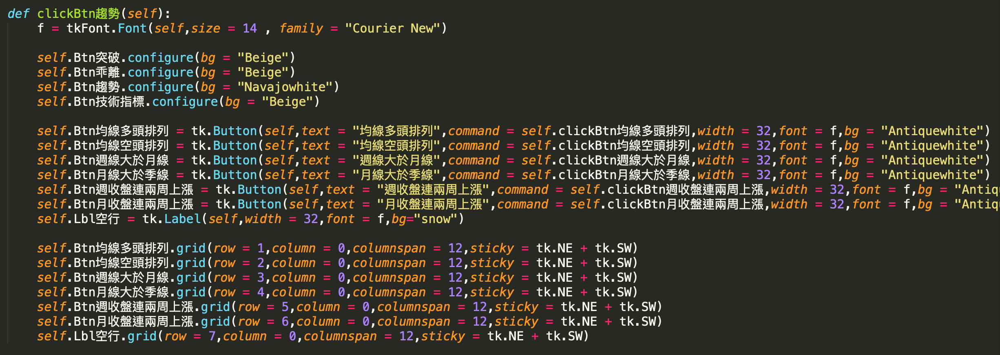 def clickBtn趨勢(self):
f = tkFont.Font(self,size = 14 , family = "Courier New")
self.Btn突破.configure(bg = "Beige")
self.Btn乖離.configure(bg = "Beige")
self.Btn趨勢.configure(bg = "Navajowhite")
self.Btn技術指標.configure(bg = "Beige")
self.Btn均線多頭排列 = tk.Button(self,text = "均線多頭排列",command = self.clickBtn均線多頭排列,width = 32,font = f,bg = "Antiquewhite")
self.Btn均線空頭排列 = tk.Button(self,text = "均線空頭排列",command = self.clickBtn均線空頭排列,width = 32,font = f,bg = "Antiquewhite")
self.Btn週線大於月線 = tk.Button(self,text = "週線大於月線",command = self.clickBtn週線大於月線,width = 32,font = f,bg = "Antiquewhite")
self.Btn月線大於季線 = tk.Button(self,text = "月線大於季線",command = self.clickBtn月線大於季線,width = 32,font = f,bg = "Antiquewhite")
self.Btn週收盤連兩周上漲 = tk.Button(self,text = "週收盤連兩周上漲",command = self.clickBtn週收盤連兩周上漲,width = 32,font = f,bg = "Antiq
self.Btn月收盤連兩周上漲 = tk.Button(self,text = "月收盤連兩周上漲",command = self.clickBtn月收盤連兩周上漲,width = 32,font = f,bg = "Antiq
self.Lbl空行 = tk.Label(self,width = 32,font = f,bg="snow")
self.Btn均線多頭排列.grid(row = 1,column = 0,columnspan = 12,sticky = tk.NE + tk.SW)
self.Btn均線空頭排列.grid(row = 2,column = 0,columnspan = 12,sticky = tk.NE + tk.SW)
self.Btn週線大於月線.grid(row = 3,column = 0,columnspan = 12,sticky = tk.NE + tk.SW)
self.Btn月線大於季線.grid(row = 4,column = 0,columnspan = 12,sticky = tk.NE + tk.SW)
self.Btn週收盤連兩周上漲.grid(row = 5,column = 0,columnspan = 12,sticky = tk.NE + tk.SW)
self.Btn月收盤連兩周上漲.grid(row = 6,column = 0,columnspan = 12,sticky = tk.NE + tk.SW)
self.Lbl空行.grid(row = 7,column = 0,columnspan = 12,sticky = tk.NE + tk.SW)